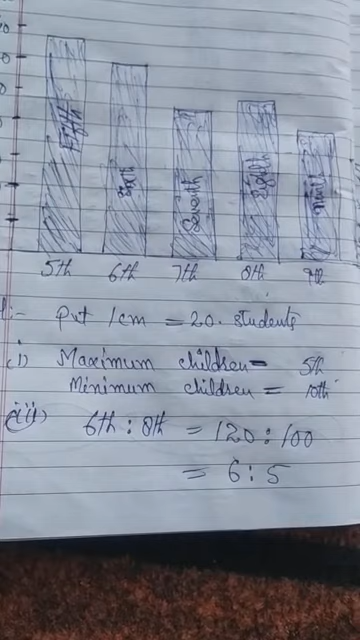 Fifth
Sixth
Seventh
Eighth
Ninth
5th 6th 7th 8th 9th
:- Put 1cm = 20. students
(i) Maximum children = 5th
Minimum children = 10th
(ii) 6th : 8th = 120 : 100
= 6 : 5